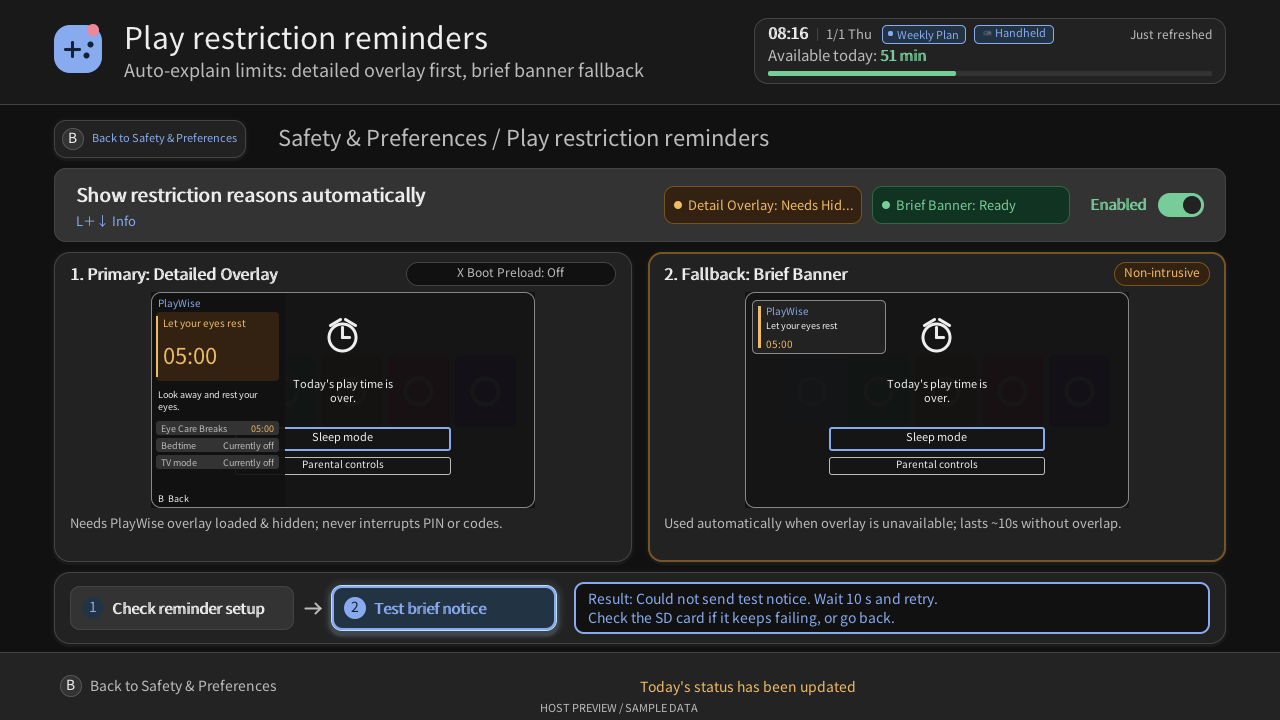 Play restriction reminders
Auto-explain limits: detailed overlay first, brief banner fallback
08:16 1/1 Thu Weekly Plan Handheld Just refreshed
Available today: 51 min
B Back to Safety & Preferences
Safety & Preferences / Play restriction reminders
Show restriction reasons automatically
L+↓ Info
Detail Overlay: Needs Hid...
Brief Banner: Ready
Enabled
1. Primary: Detailed Overlay
X Boot Preload: Off
PlayWise
Let your eyes rest
05:00
Look away and rest your
eyes.
Eye Care Breaks 05:00
Bedtime Currently off
TV mode Currently off
B Back
Today's play time is
over.
Sleep mode
Parental controls
Needs PlayWise overlay loaded & hidden; never interrupts PIN or codes.
2. Fallback: Brief Banner
Non-intrusive
PlayWise
Let your eyes rest
05:00
Today's play time is
over.
Sleep mode
Parental controls
Used automatically when overlay is unavailable; lasts ~10s without overlap.
1 Check reminder setup
→
2 Test brief notice
Result: Could not send test notice. Wait 10 s and retry.
Check the SD card if it keeps failing, or go back.
B Back to Safety & Preferences
Today's status has been updated
HOST PREVIEW / SAMPLE DATA